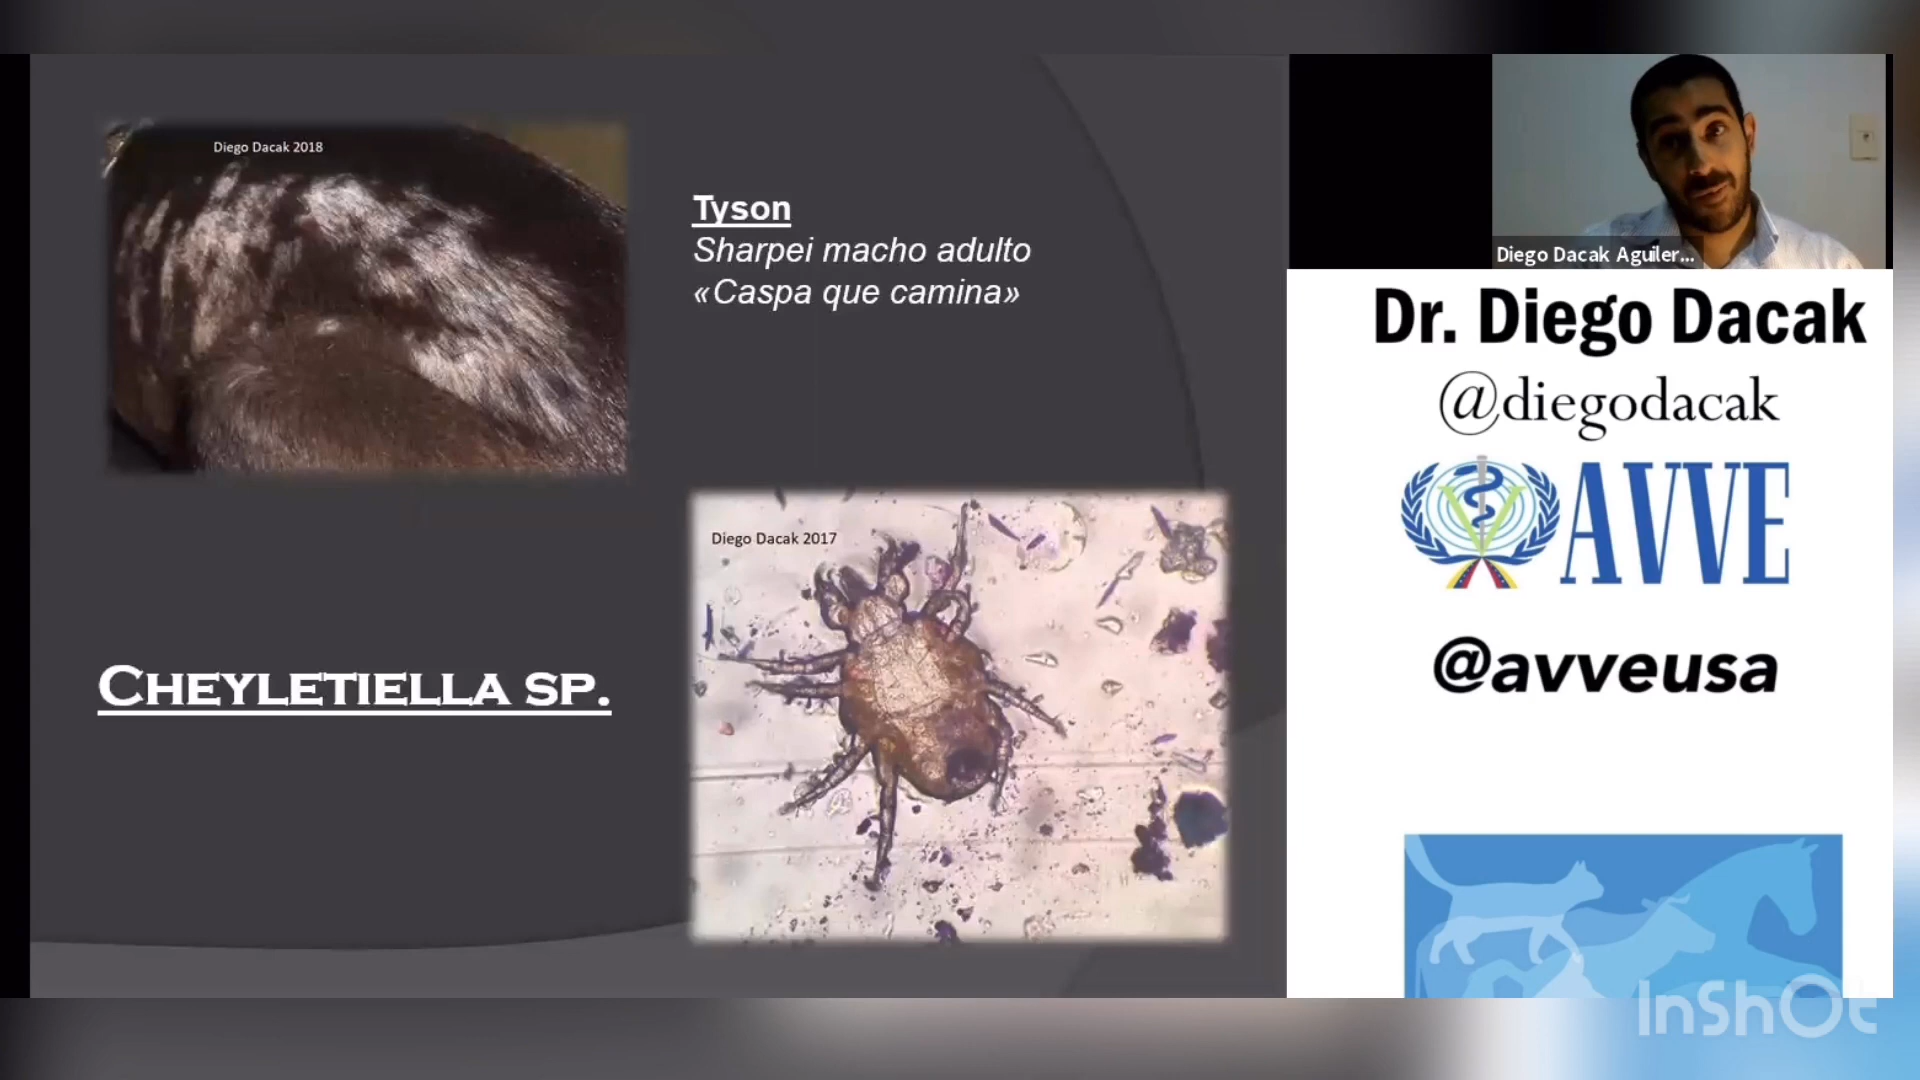 Diego Dacak 2018
Tyson
Sharpei macho adulto
«Caspa que camina»
Diego Dacak 2017
CHEYLETIELLA SP.
Diego Dacak Aguiler...
Dr. Diego Dacak
@diegodacak
AVVE
@avveusa
InShOt